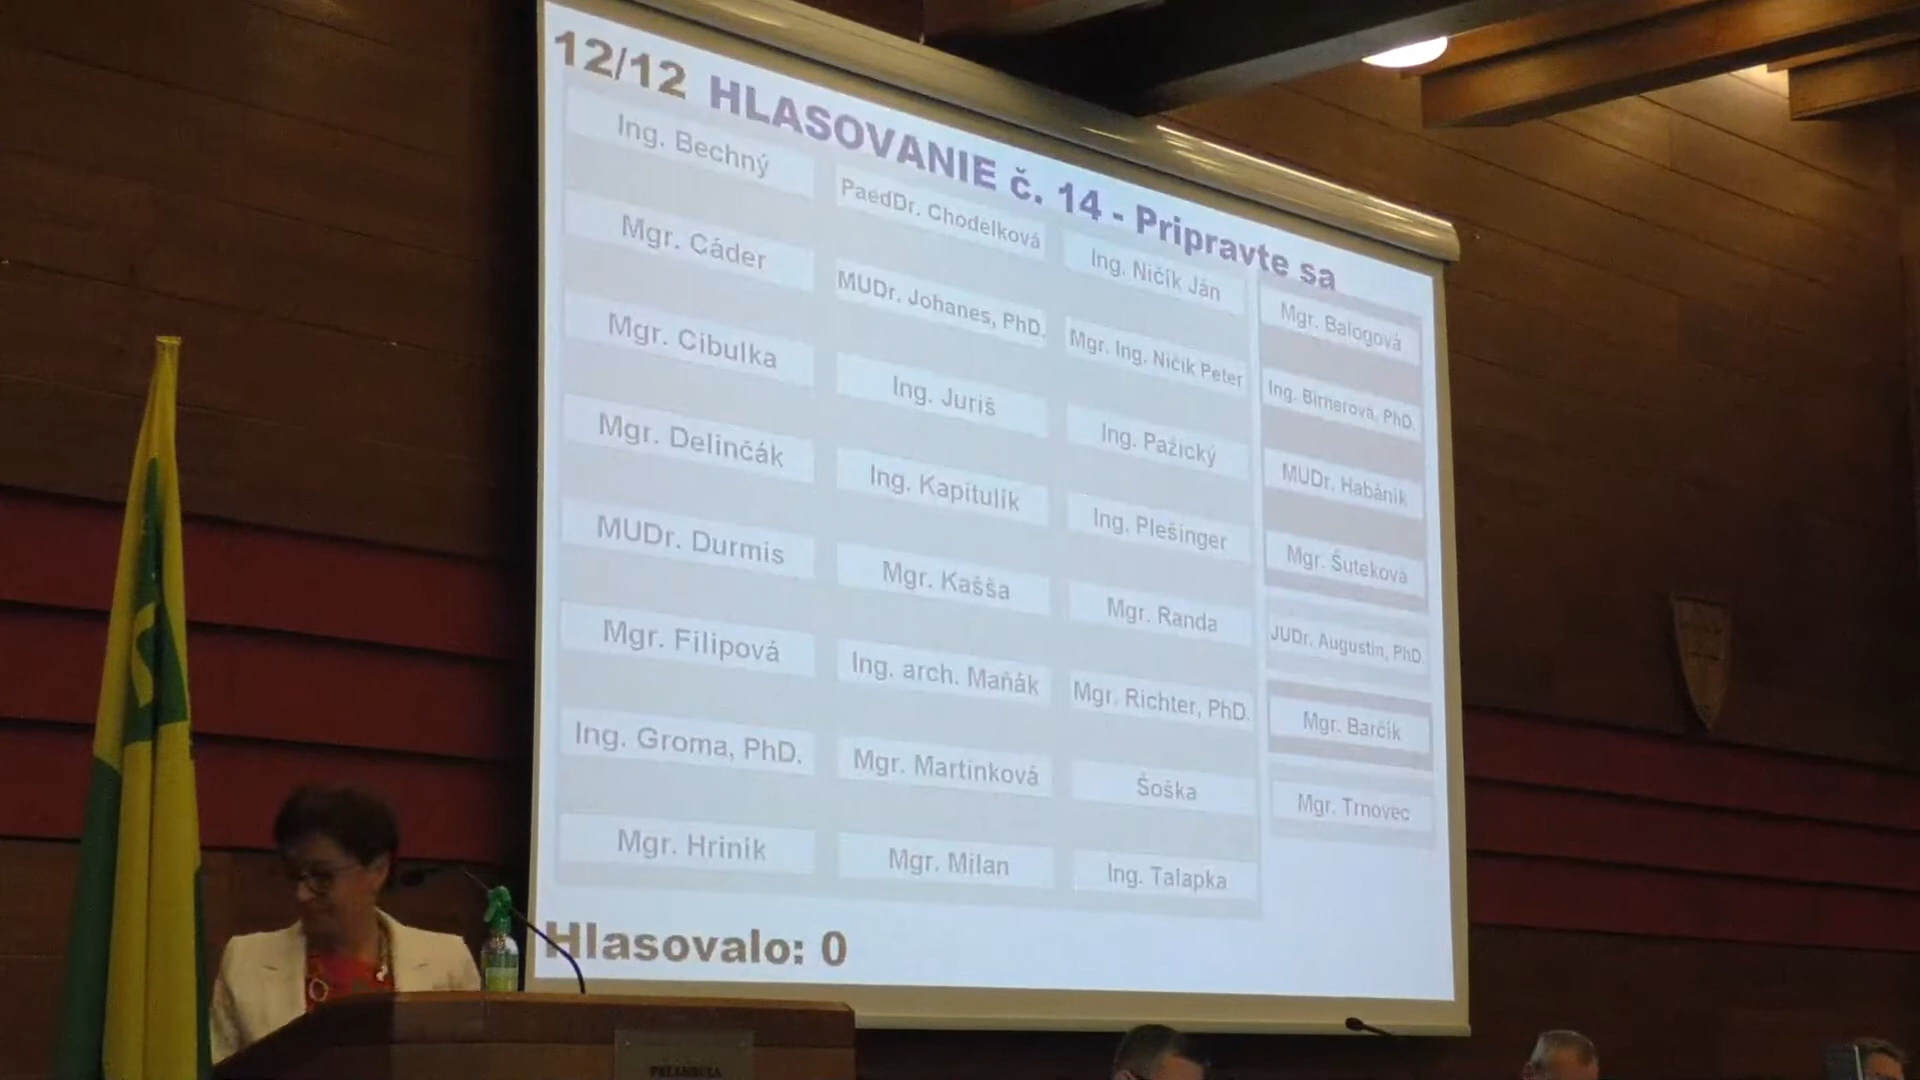 12/12 HLASOVANIE č. 14 - Pripravte sa
Ing. Bechný
Mgr. Cáder
Mgr. Cibulka
Mgr. Delinčák
MUDr. Durmis
Mgr. Filipová
Ing. Groma, PhD.
Mgr. Hriník
PaedDr. Chodelková
MUDr. Johanes, PhD.
Ing. Juriš
Ing. Kapitulík
Mgr. Kašša
Ing. arch. Maňák
Mgr. Martinková
Mgr. Milan
Ing. Ničík Ján
Mgr. Ing. Ničík Peter
Ing. Pažický
Ing. Plešinger
Mgr. Randa
Mgr. Richter, PhD.
Šoška
Ing. Talapka
Mgr. Balogová
Ing. Birnerová, PhD.
MUDr. Habánik
Mgr. Šuteková
JUDr. Augustín, PhD.
Mgr. Barčík
Mgr. Trnovec
Hlasovalo: 0